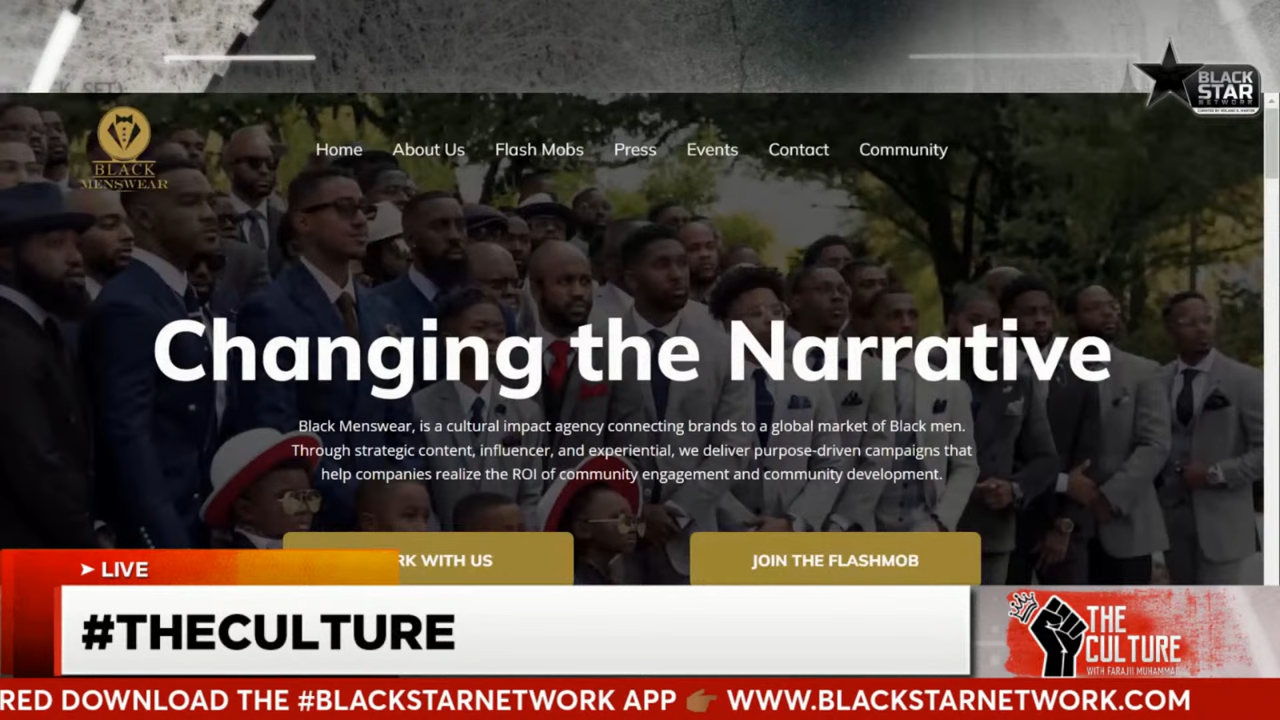 BLACK
STAR
NETWORK
BLACK
MENSWEAR
Home About Us Flash Mobs Press Events Contact Community
Changing the Narrative
Black Menswear, is a cultural impact agency connecting brands to a global market of Black men.
Through strategic content, influencer, and experiential, we deliver purpose-driven campaigns that
help companies realize the ROI of community engagement and community development.
RK WITH US JOIN THE FLASHMOB
➤ LIVE
#THECULTURE
THE
CULTURE
WITH FARAJII MUHAMMAD
RED DOWNLOAD THE #BLACKSTARNETWORK APP 👉🏽 WWW.BLACKSTARNETWORK.COM